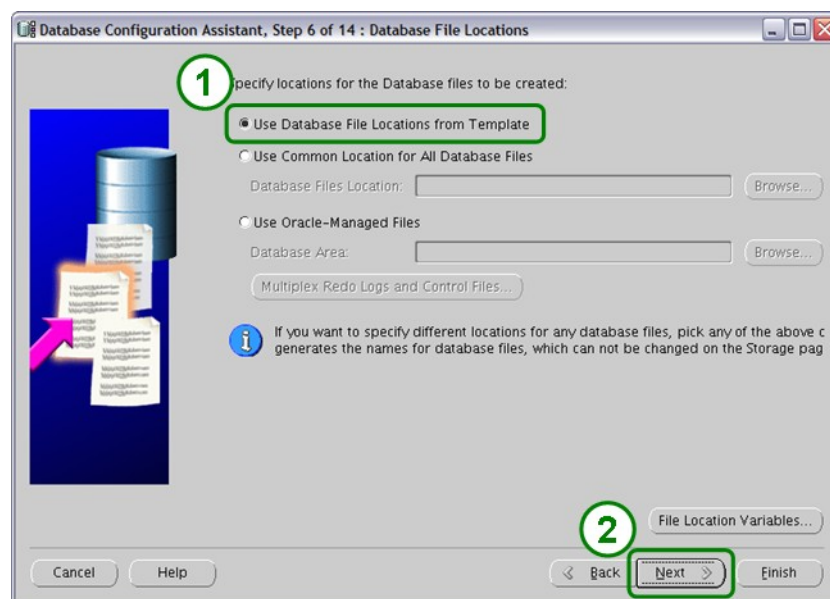 Database Configuration Assistant, Step 6 of 14 : Database File Locations
1
Specify locations for the Database files to be created:
Use Database File Locations from Template
Use Common Location for All Database Files
Database Files Location:
Browse...
Use Oracle-Managed Files
Database Area:
Browse...
Multiplex Redo Logs and Control Files...
If you want to specify different locations for any database files, pick any of the above
generates the names for database files, which can not be changed on the Storage
2
File Location Variables...
Cancel
Help
Back
Next
Finish